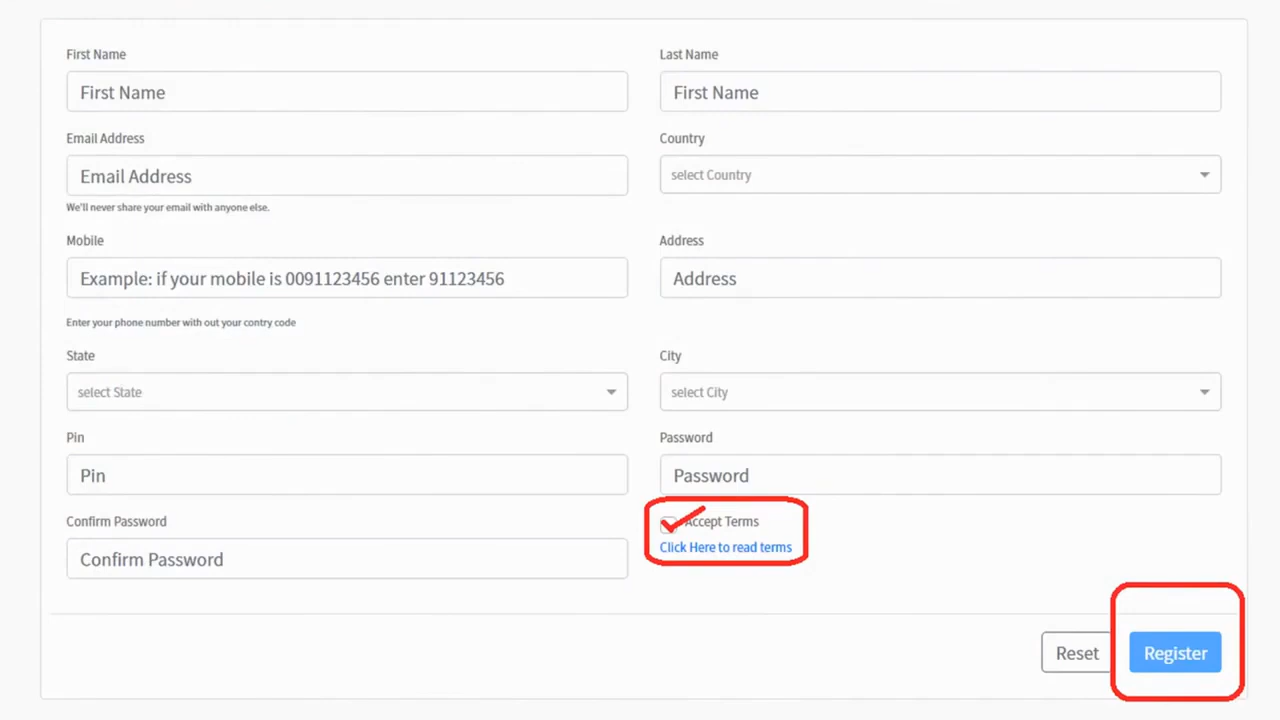 First Name
Last Name
First Name
First Name
Email Address
Country
Email Address
select Country
We'll never share your email with anyone else.
Mobile
Address
Example: if your mobile is 0091123456 enter 91123456
Address
Enter your phone number with out your contry code
State
City
select State
select City
Pin
Password
Pin
Password
Confirm Password
Accept Terms
Click Here to read terms
Confirm Password
Reset
Register